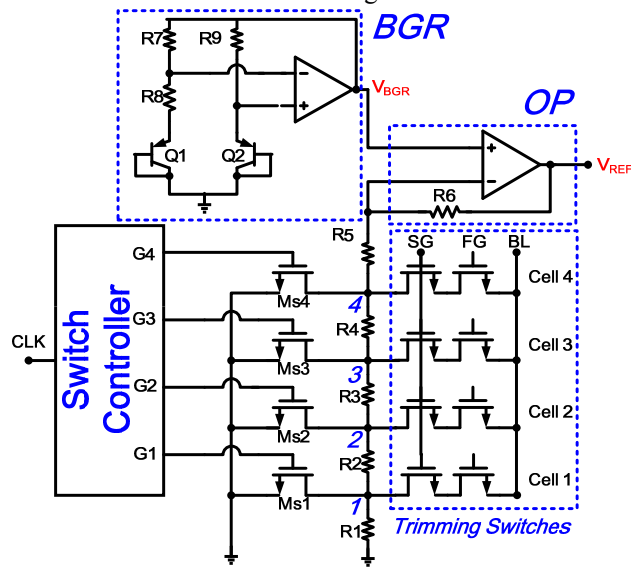 BGR
R7
R9
R8
Q1
Q2
V_BGR
OP
V_REF
R6
R5
SG
FG
BL
G4
Ms4
4
Cell 4
R4
G3
Ms3
3
Cell 3
R3
CLK
Switch
Controller
G2
Ms2
2
Cell 2
R2
G1
Ms1
1
Cell 1
R1
Trimming Switches